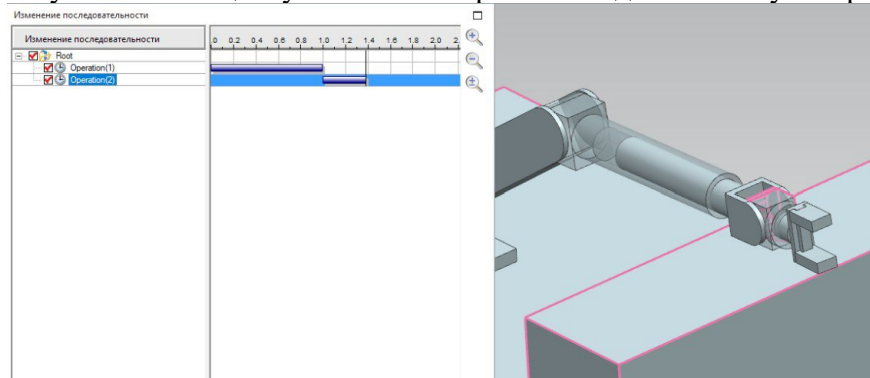 Изменение последовательности
Изменение последовательности
.0 0.2 0.4 0.6 0.8 1.0 1.2 1.4 1.6 1.8 2.0 2.
Root
Operation(1)
Operation(2)